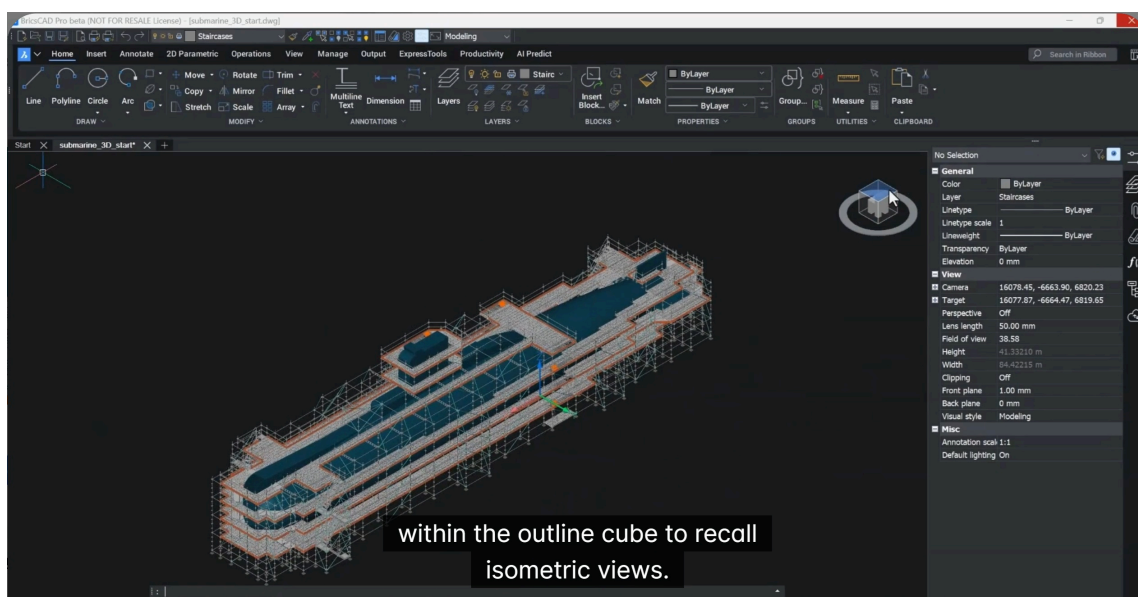 BricsCAD Pro beta (NOT FOR RESALE License) - [submarine_3D_start.dwg]
Staircases
Modeling
Home Insert Annotate 2D Parametric Operations View Manage Output ExpressTools Productivity AI Predict
Search in Ribbon
Line Polyline Circle Arc
Move Rotate Trim
Copy Mirror Fillet
Stretch Scale Array
Multiline Text Dimension
Layers
Stairc
Insert Block...
Match
ByLayer
ByLayer
ByLayer
Group...
Measure
Paste
DRAW MODIFY ANNOTATIONS LAYERS BLOCKS PROPERTIES GROUPS UTILITIES CLIPBOARD
Start submarine_3D_start*
No Selection
General
Color ByLayer
Layer Staircases
Linetype ByLayer
Linetype scale 1
Lineweight ByLayer
Transparency ByLayer
Elevation 0 mm
View
Camera 16078.45, -6663.90, 6820.23
Target 16077.87, -6664.47, 6819.65
Perspective Off
Lens length 50.00 mm
Field of view 38.58
Height 41.33210 m
Width 84.42215 m
Clipping Off
Front plane 1.00 mm
Back plane 0 mm
Visual style Modeling
Misc
Annotation scal 1:1
Default lighting On
within the outline cube to recall
isometric views.
: